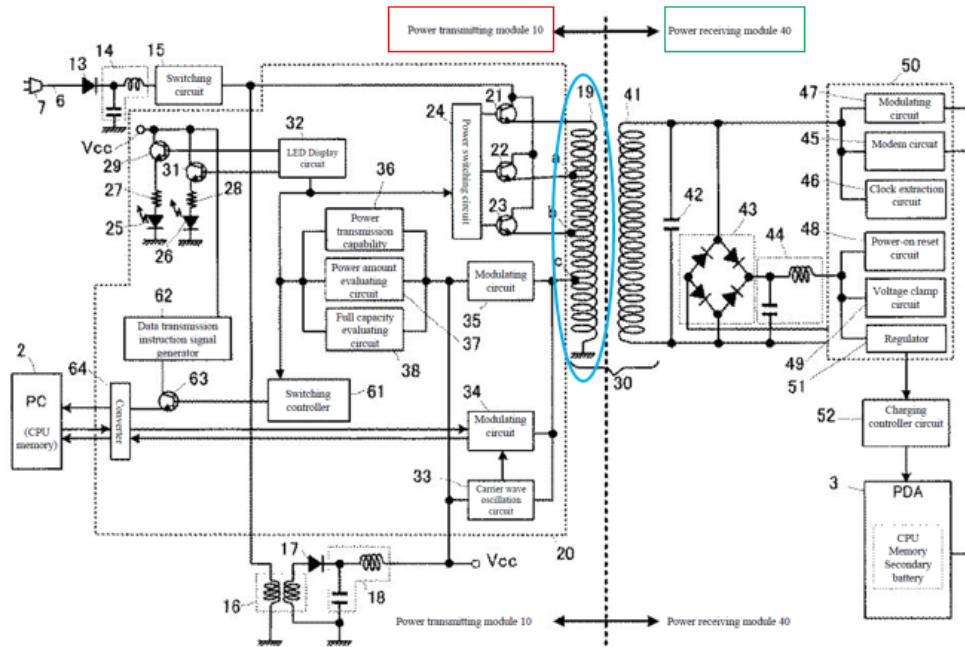 Power transmitting module 10
Power receiving module 40
13
14
15
7
6
Switching
circuit
Vcc
29
31
27
28
25
26
32
LED Display
circuit
24
Power switching circuit
21
22
23
19
a
b
c
41
30
36
Power
transmission
capability
Power amount
evaluating
circuit
37
Full capacity
evaluating
circuit
38
Modulating
circuit
35
62
Data transmission
instruction signal
generator
63
64
Converter
2
PC
(CPU
memory)
Switching
controller
61
34
Modulating
circuit
33
Carrier wave
oscillation
circuit
20
16
17
18
Vcc
42
43
44
50
47
Modulating
circuit
45
Modem circuit
46
Clock extraction
circuit
48
Power-on reset
circuit
Voltage clamp
circuit
49
Regulator
51
52
Charging
controller circuit
3
PDA
CPU
Memory
Secondary
battery
Power transmitting module 10
Power receiving module 40